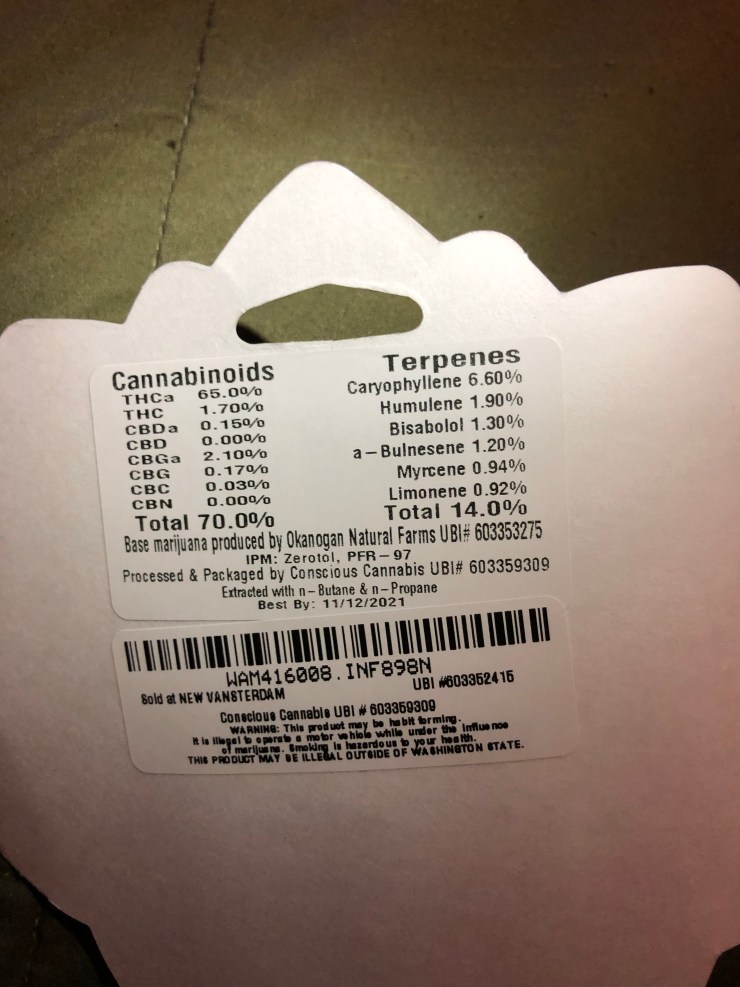 Cannabinoids
THCa 65.0%
THC 1.70%
CBDa 0.15%
CBD 0.00%
CBGa 2.10%
CBG 0.17%
CBC 0.03%
CBN 0.00%
Total 70.0%
Terpenes
Caryophyllene 6.60%
Humulene 1.90%
Bisabolol 1.30%
a-Bulnesene 1.20%
Myrcene 0.94%
Limonene 0.92%
Total 14.0%
Base marijuana produced by Okanogan Natural Farms UBI# 603353275
IPM: Zerotol, PFR-97
Processed & Packaged by Conscious Cannabis UBI# 603359309
Extracted with n-Butane & n-Propane
Best By: 11/12/2021
WAM416008.INF898N
Sold at NEW VANSTERDAM UBI #603352415
Conscious Cannabis UBI # 603359309
WARNING: This product may be habit forming.
It is illegal to operate a motor vehicle while under the influence
of marijuana. Smoking is hazardous to your health.
THIS PRODUCT MAY BE ILLEGAL OUTSIDE OF WASHINGTON STATE.